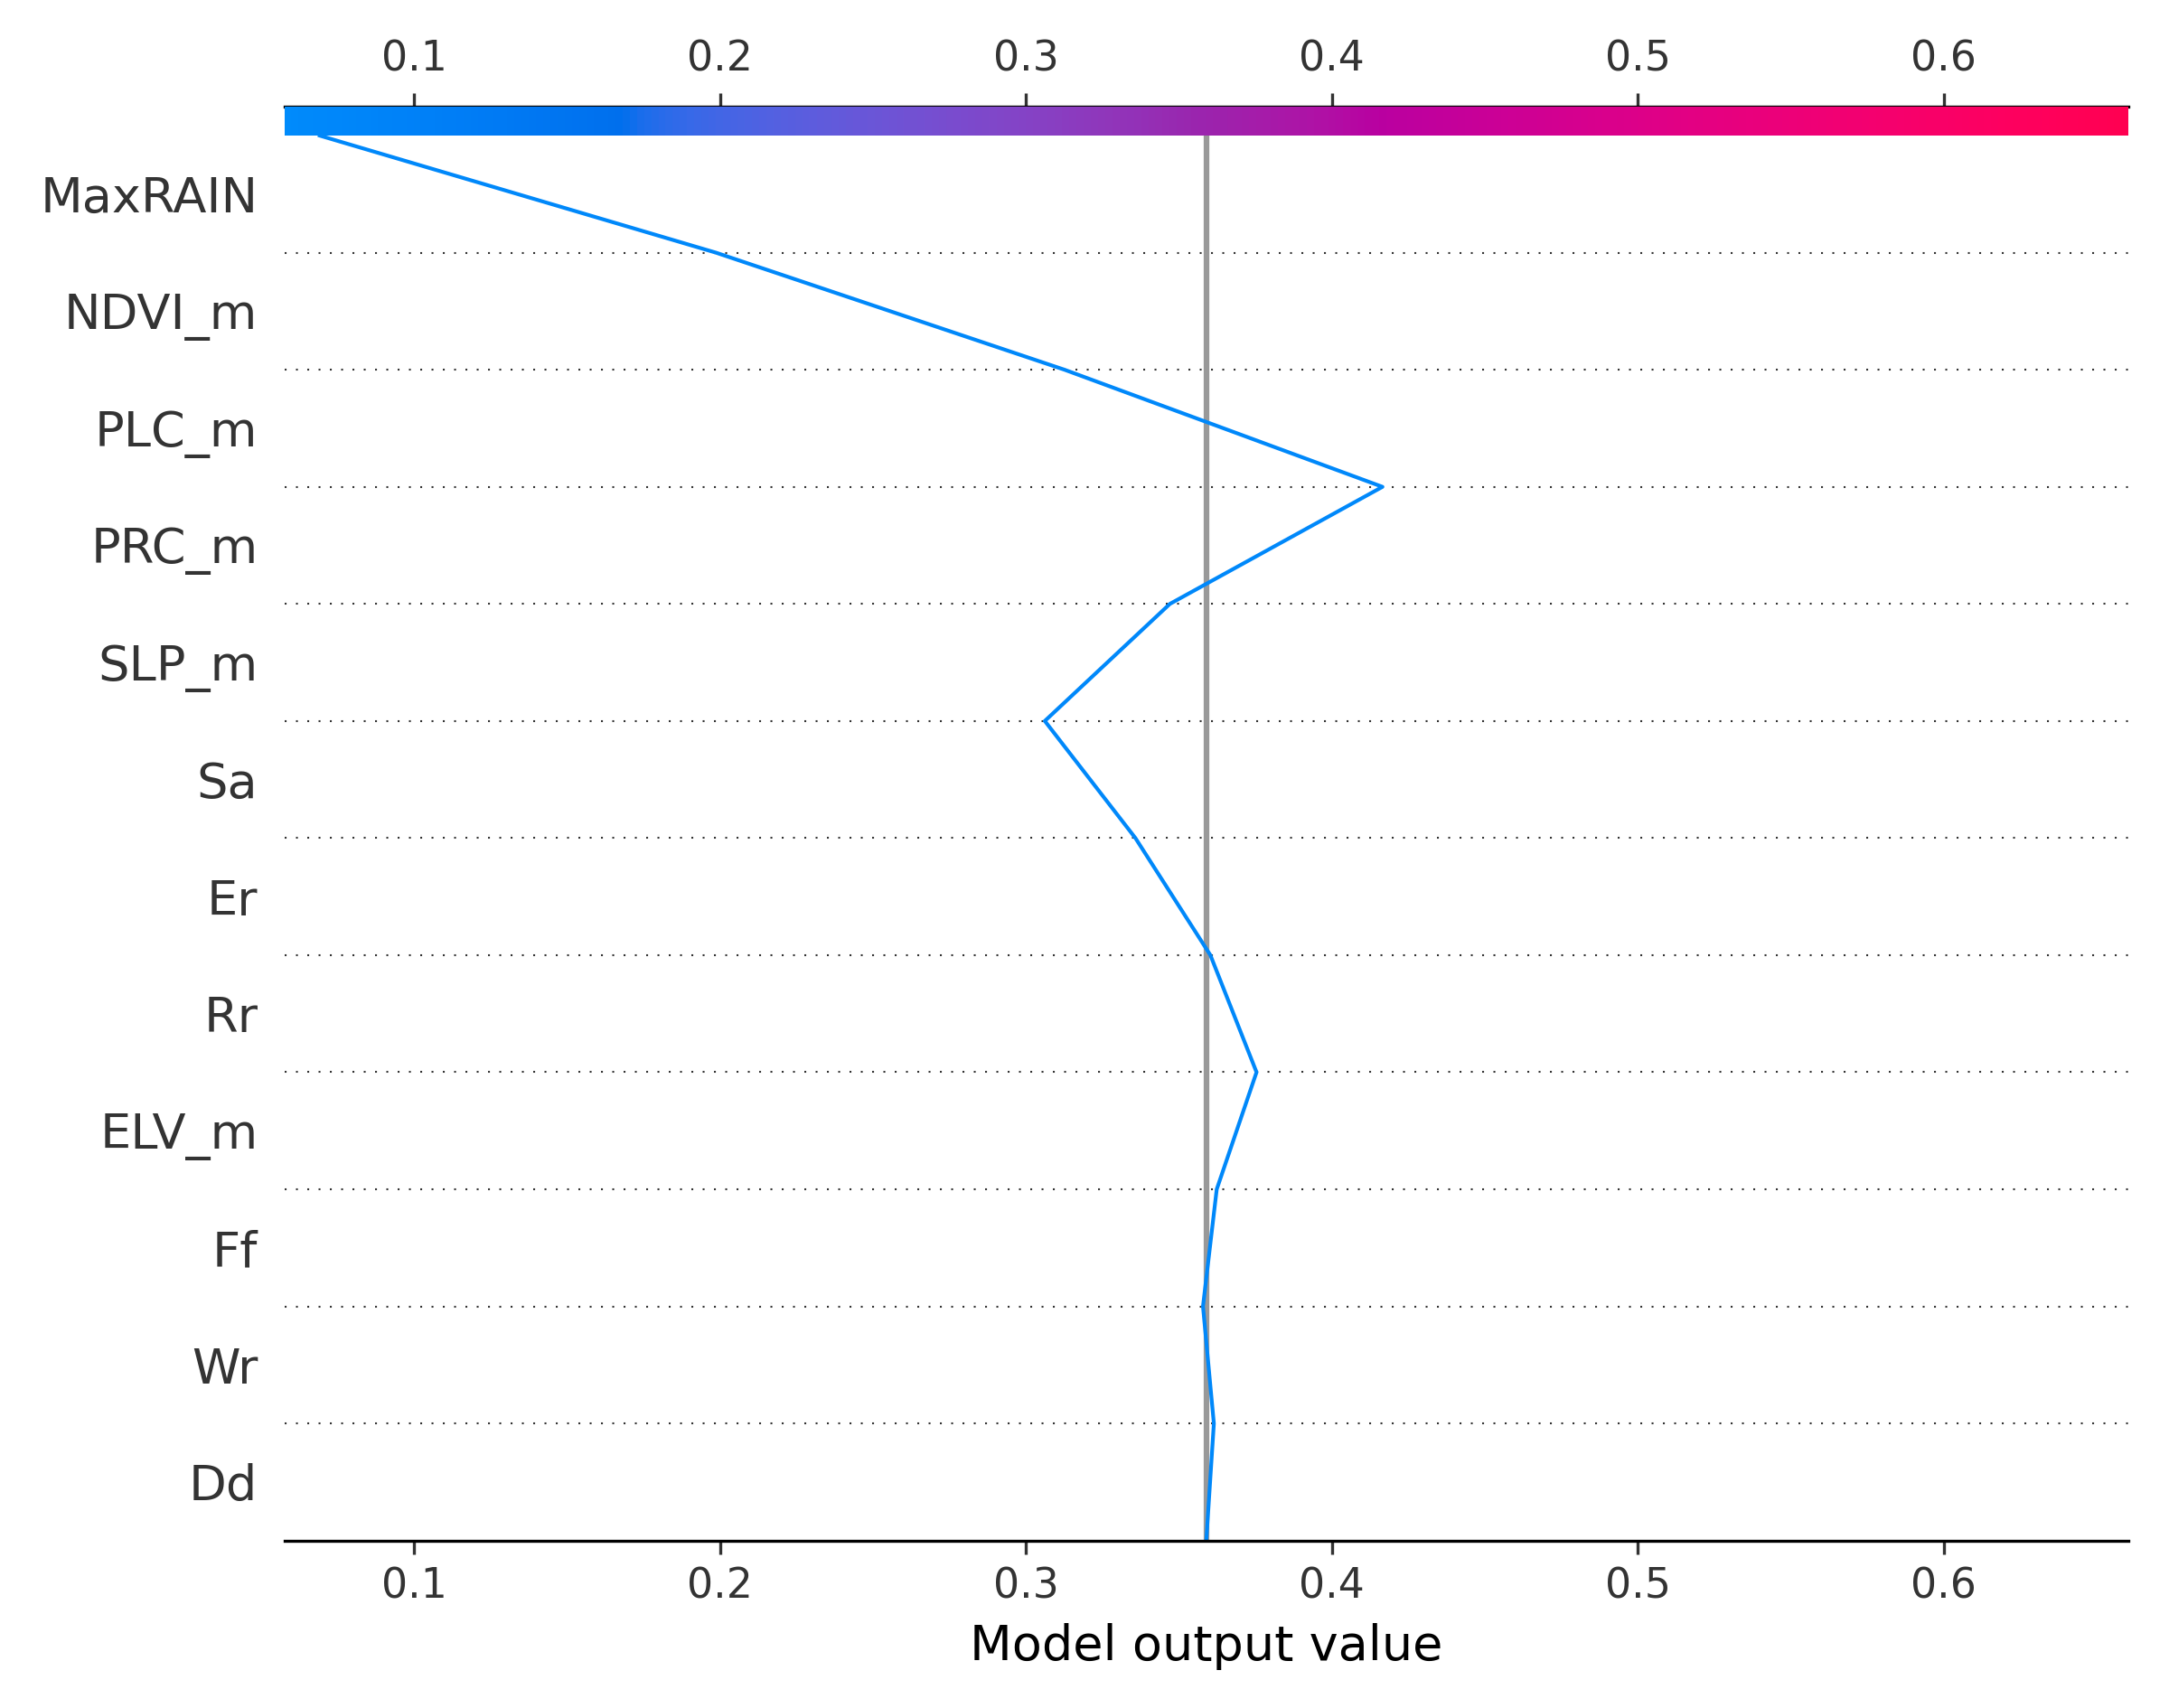 0.1 0.2 0.3 0.4 0.5 0.6
MaxRAIN
NDVI_m
PLC_m
PRC_m
SLP_m
Sa
Er
Rr
ELV_m
Ff
Wr
Dd
0.1 0.2 0.3 0.4 0.5 0.6
Model output value